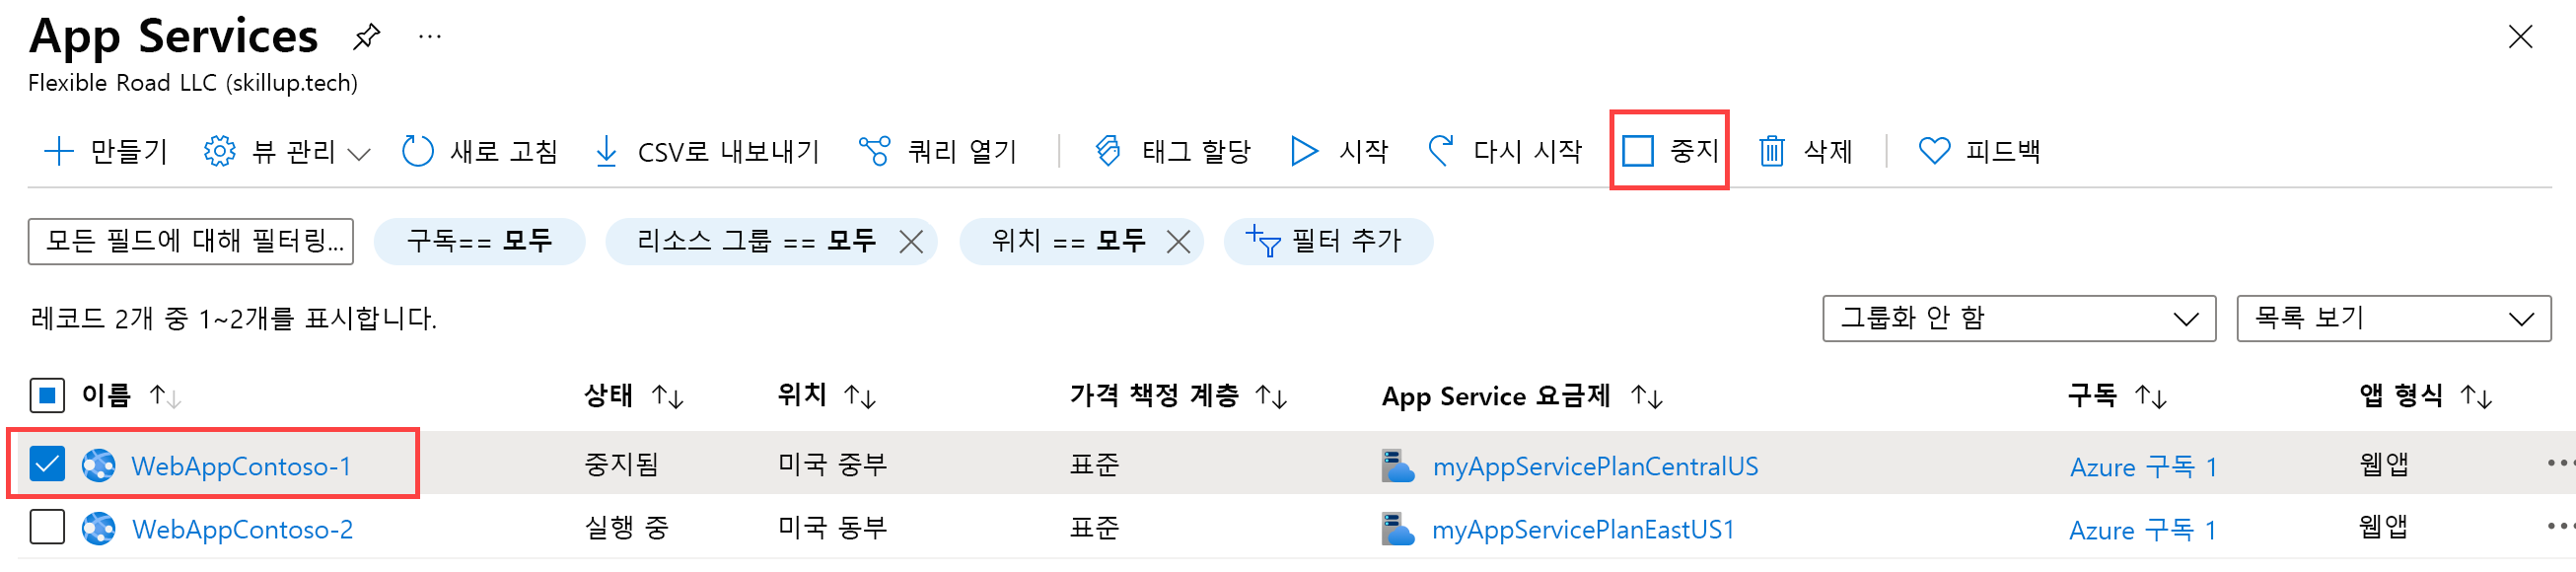 App Services
Flexible Road LLC (skillup.tech)
만들기 뷰 관리 새로 고침 CSV로 내보내기 쿼리 열기 태그 할당 시작 다시 시작 중지 삭제 피드백
모든 필드에 대해 필터링... 구독== 모두 리소스 그룹 == 모두 위치 == 모두 필터 추가
레코드 2개 중 1~2개를 표시합니다. 그룹화 안 함 목록 보기
이름 상태 위치 가격 책정 계층 App Service 요금제 구독 앱 형식
WebAppContoso-1 중지됨 미국 중부 표준 myAppServicePlanCentralUS Azure 구독 1 웹앱
WebAppContoso-2 실행 중 미국 동부 표준 myAppServicePlanEastUS1 Azure 구독 1 웹앱